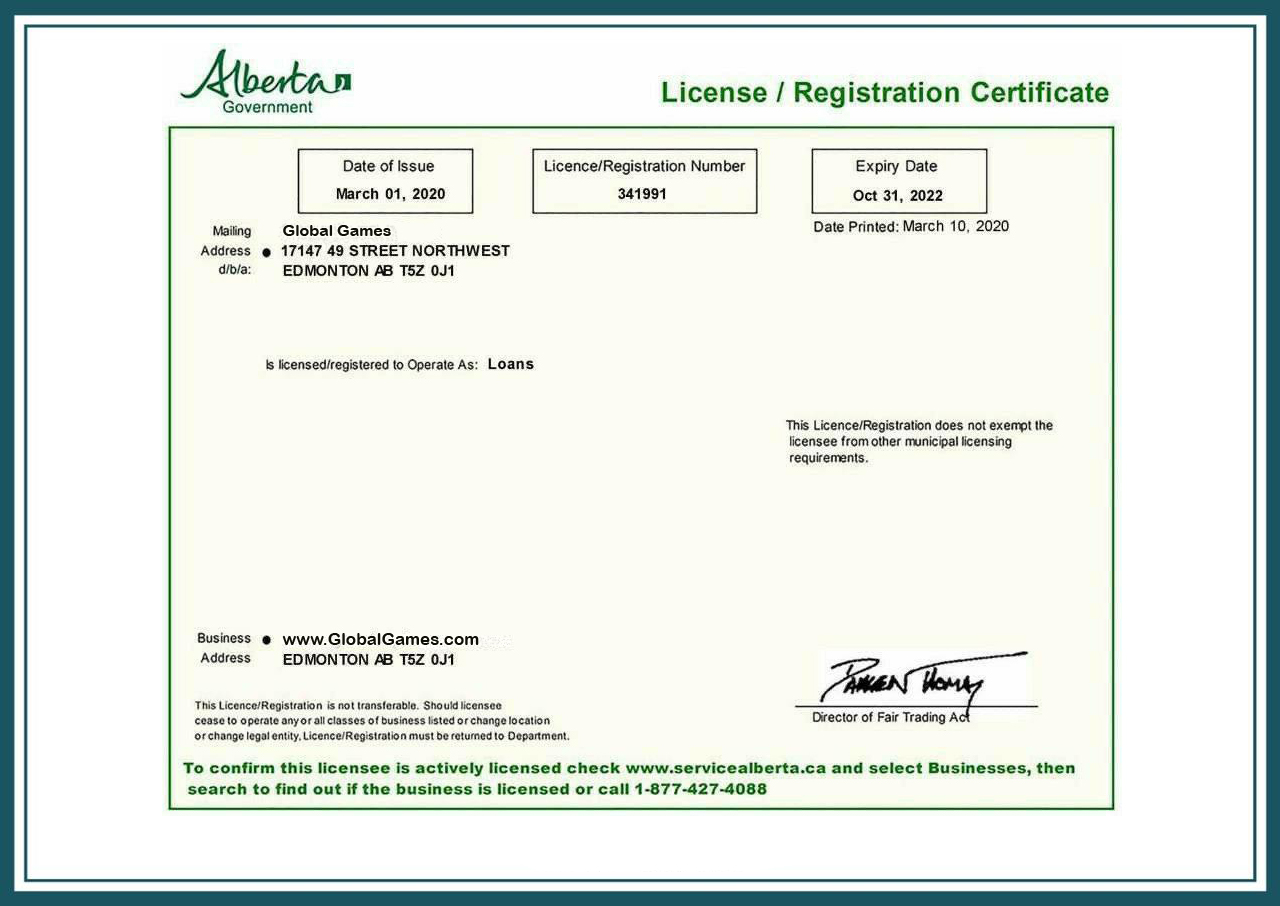 Alberta
Government
License / Registration Certificate
Date of Issue
March 01, 2020
Licence/Registration Number
341991
Expiry Date
Oct 31, 2022
Date Printed: March 10, 2020
Mailing
Address
d/b/a:
Global Games
17147 49 STREET NORTHWEST
EDMONTON AB T5Z 0J1
Is licensed/registered to Operate As: Loans
This Licence/Registration does not exempt the
licensee from other municipal licensing
requirements.
Business
Address
www.GlobalGames.com
EDMONTON AB T5Z 0J1
This Licence/Registration is not transferable. Should licensee
cease to operate any or all classes of business listed or change location
or change legal entity, Licence/Registration must be returned to Department.
Director of Fair Trading Act
To confirm this licensee is actively licensed check www.servicealberta.ca and select Businesses, then
search to find out if the business is licensed or call 1-877-427-4088